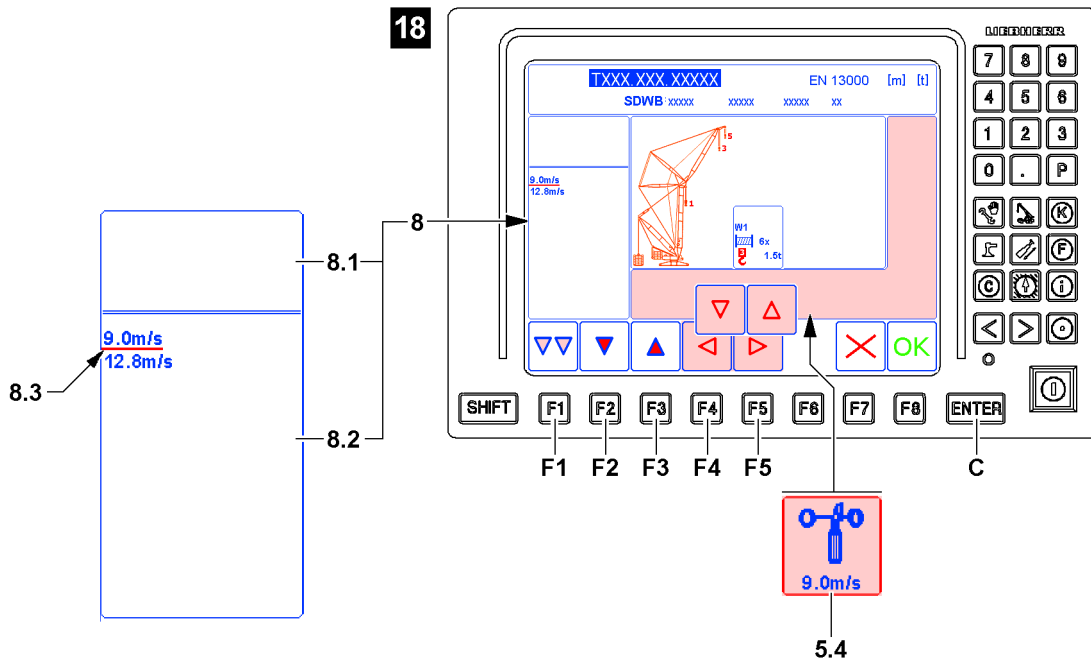 18
LIEBHERR
TXXX.XXX.XXXXX EN 13000 [m] [t]
SDWB: xxxxx xxxxx xxxxx xx
9.0m/s
12.8m/s
5
3
1
W1
6x
1.5t
OK
7 8 9
4 5 6
1 2 3
0 . P
K
F
C i
< >
SHIFT F1 F2 F3 F4 F5 F6 F7 F8 ENTER
F1 F2 F3 F4 F5 C
8
8.1
9.0m/s
12.8m/s
8.3
8.2
9.0m/s
5.4